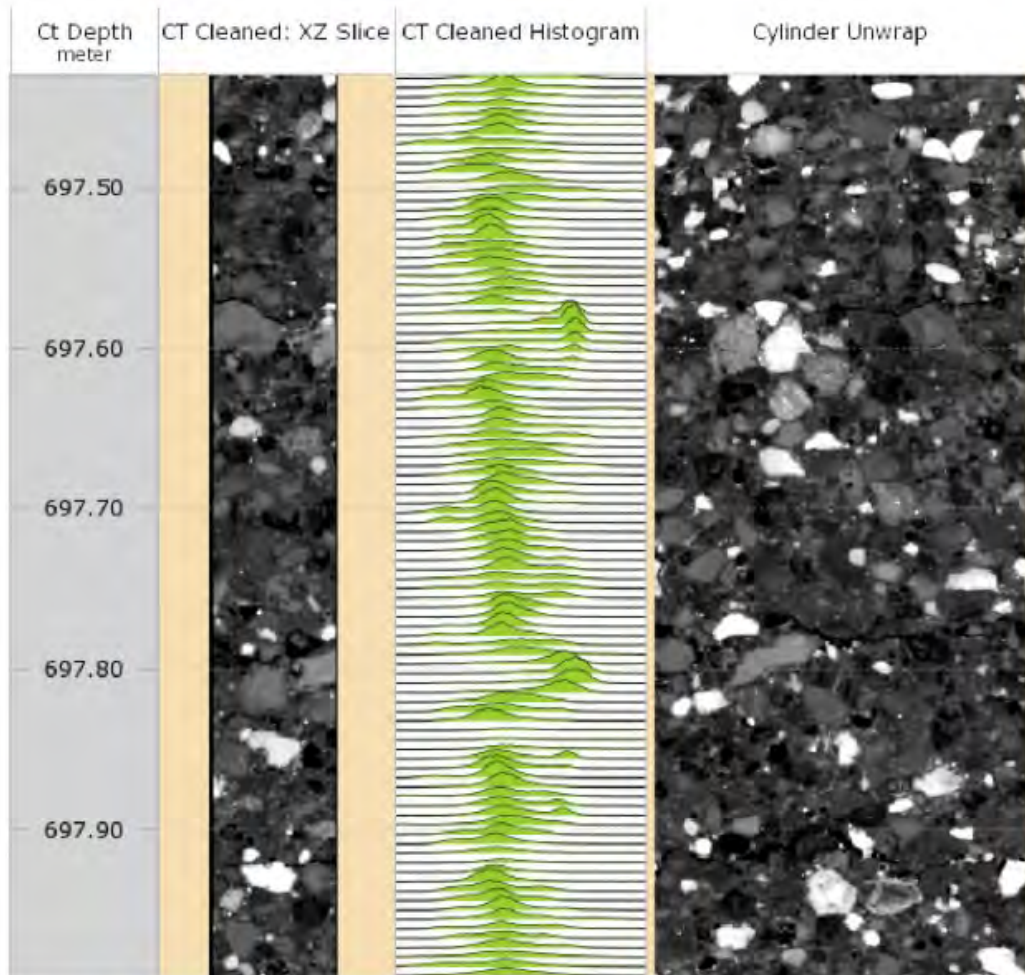 Ct Depth
meter
CT Cleaned: XZ Slice
CT Cleaned Histogram
Cylinder Unwrap
697.50
697.60
697.70
697.80
697.90